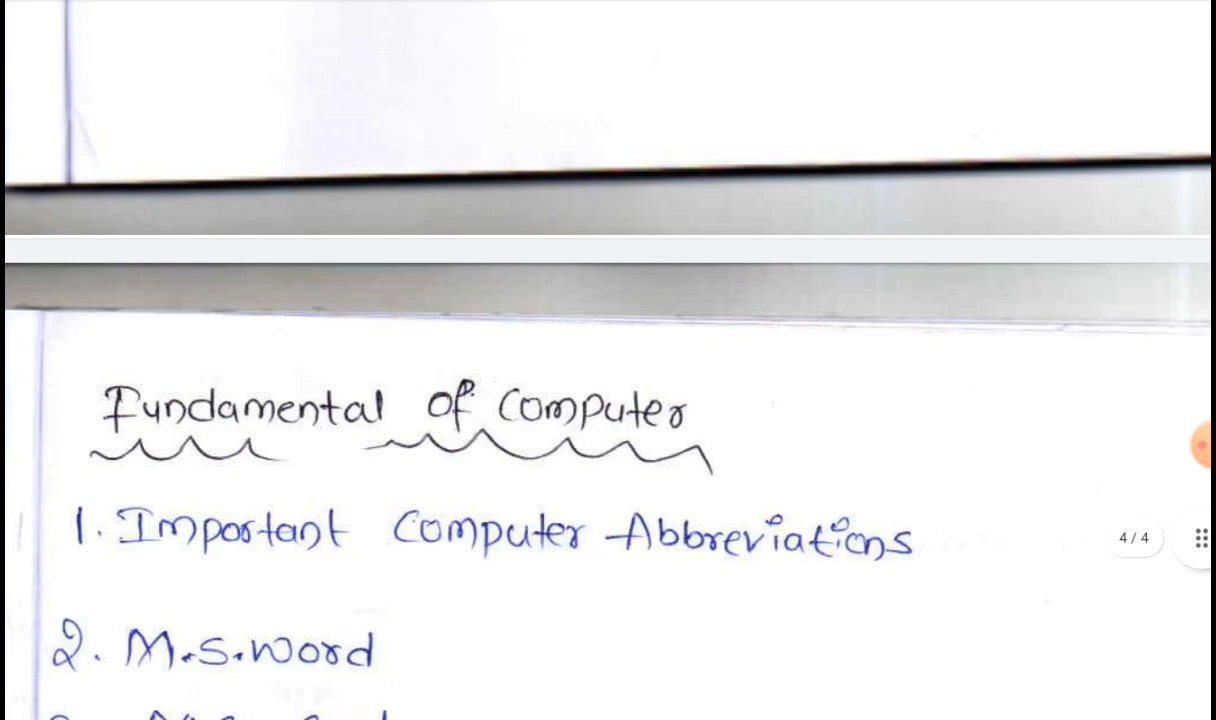 Fundamental of Computer
1. Important Computer Abbreviations
4 / 4
2. M.S.Word